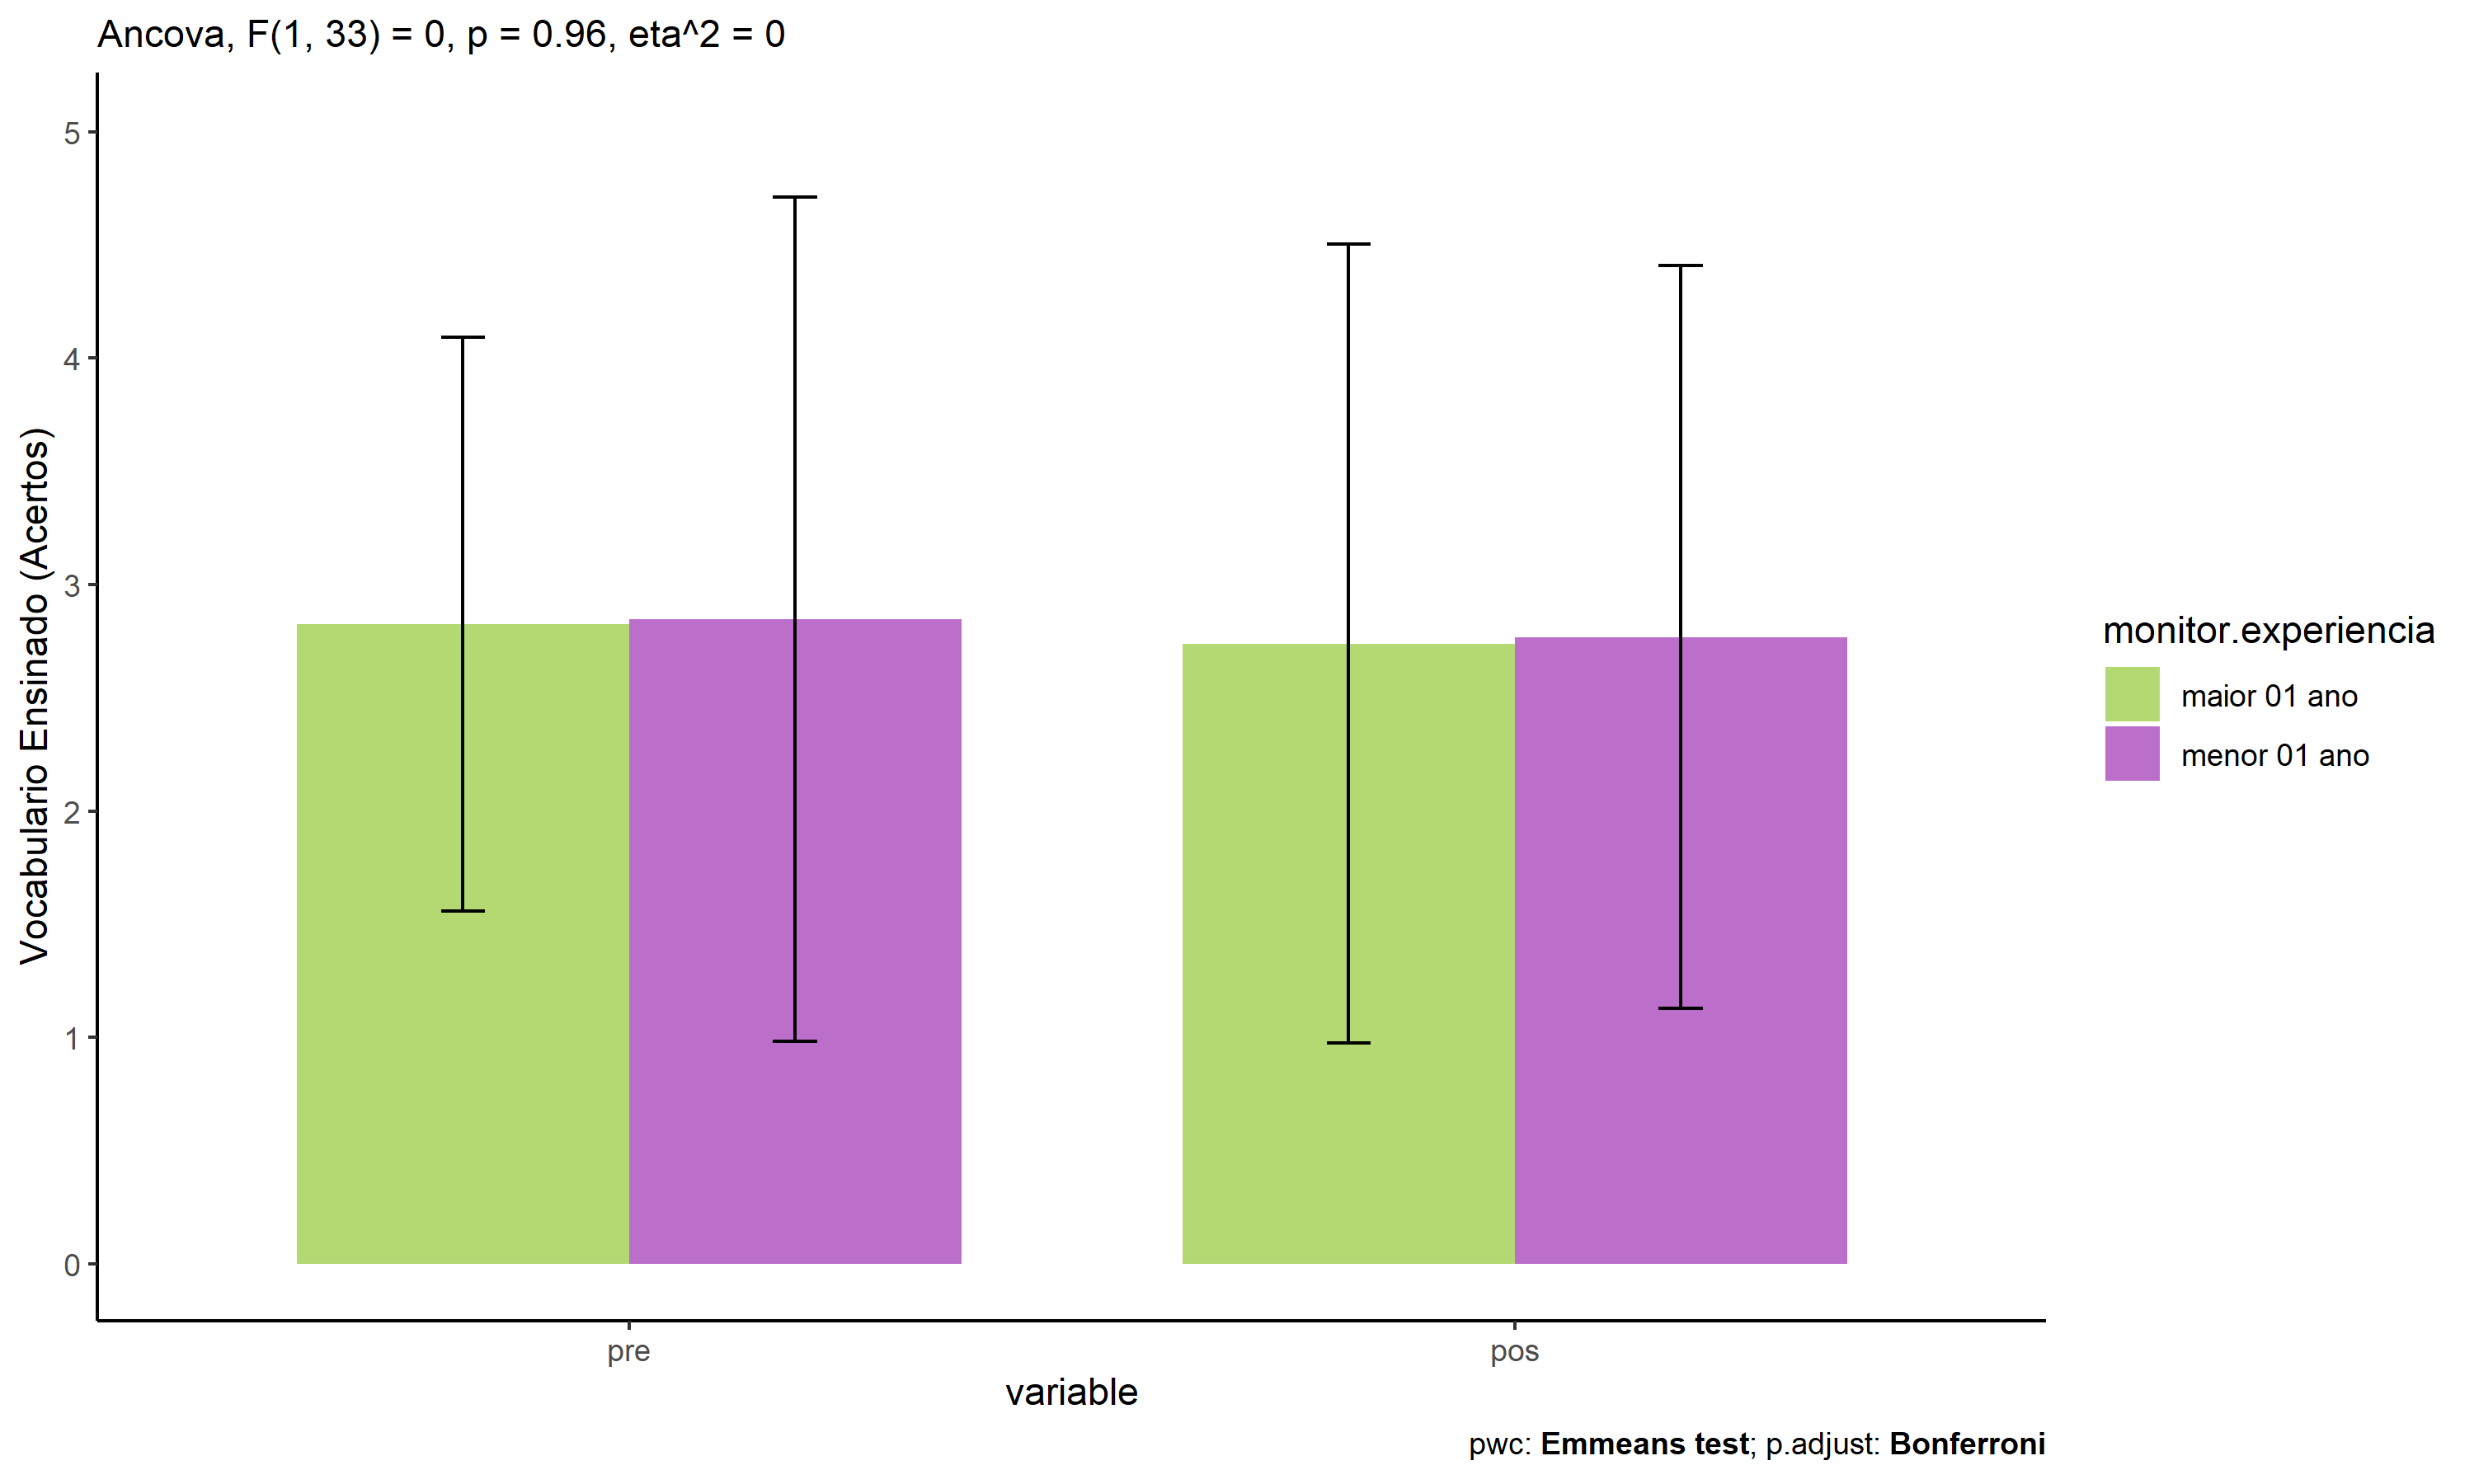 Ancova, F(1, 33) = 0, p = 0.96, eta^2 = 0
Vocabulario Ensinado (Acertos)
5
4
3
2
1
0
pre
pos
variable
monitor.experiencia
maior 01 ano
menor 01 ano
pwc: Emmeans test; p.adjust: Bonferroni